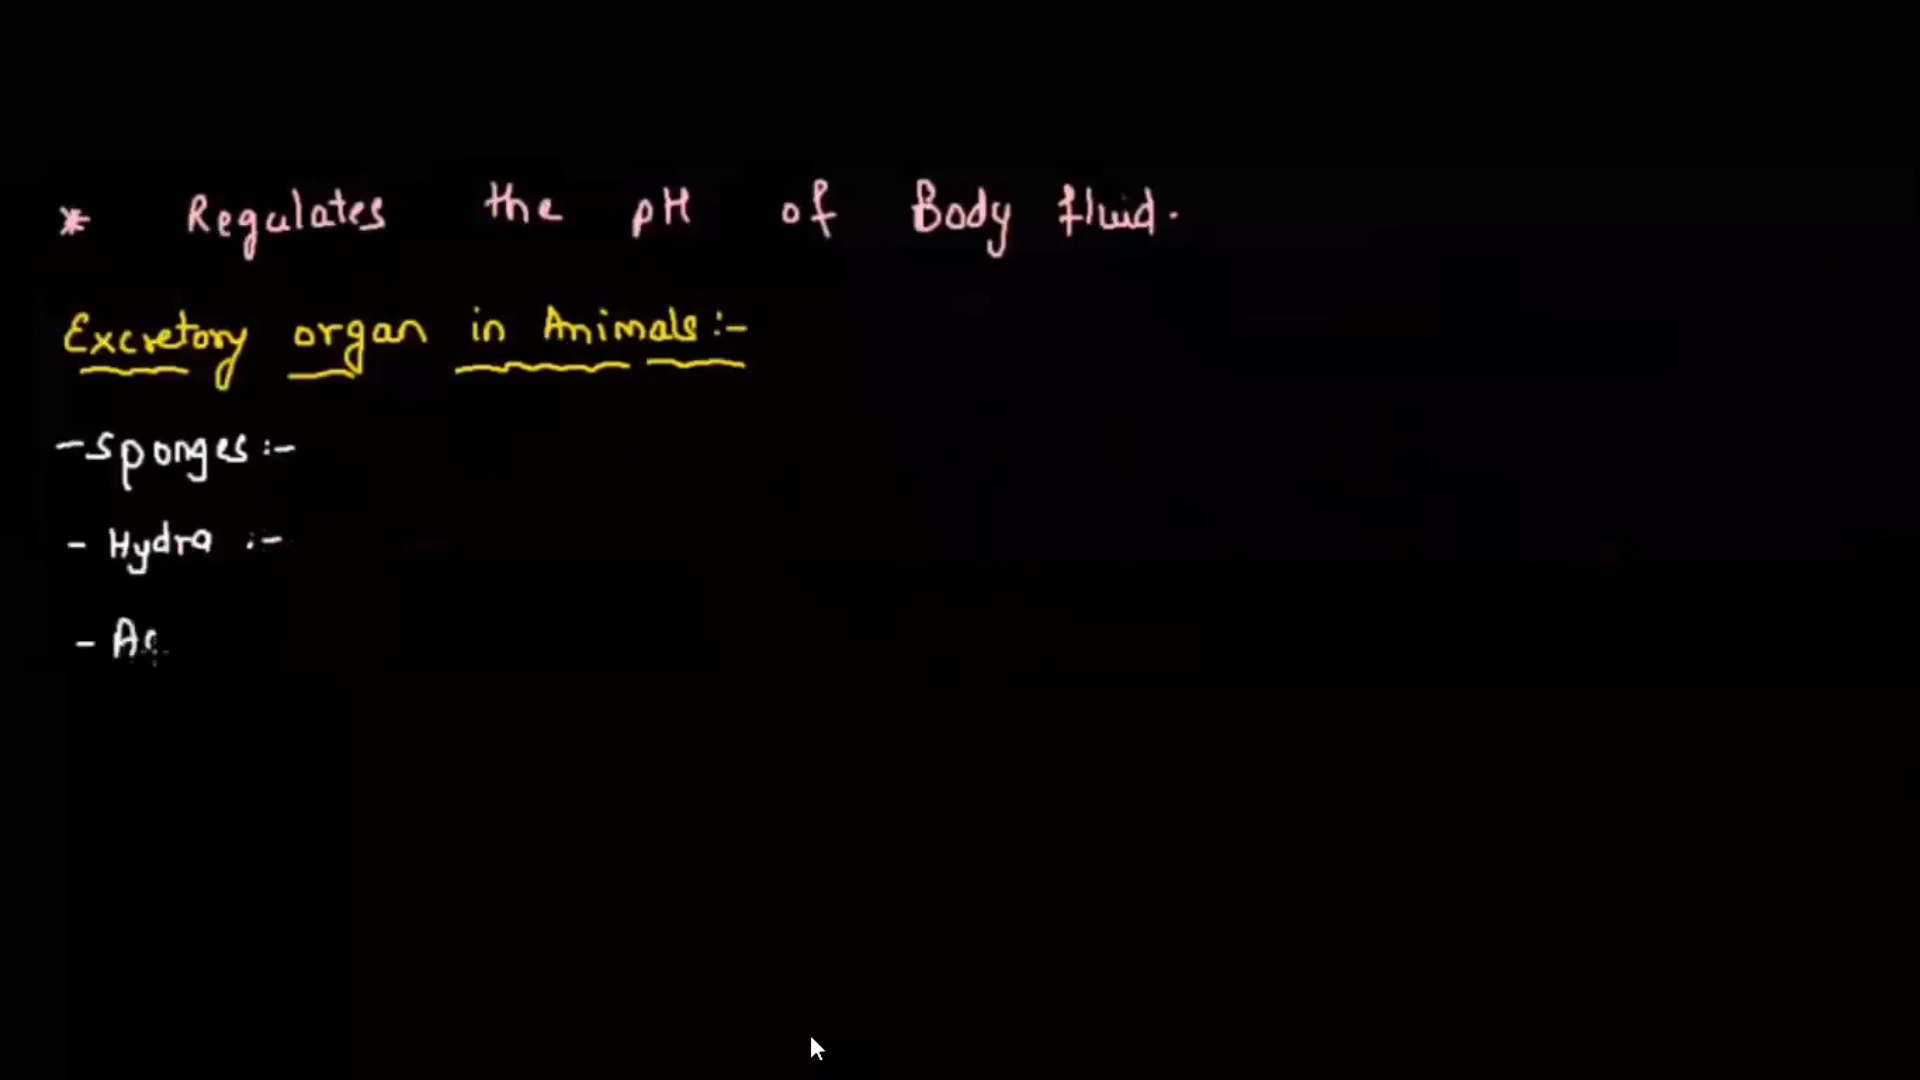 * Regulates the pH of Body fluid.
Excretory organ in Animals:-
-Sponges:-
- Hydra :-
-